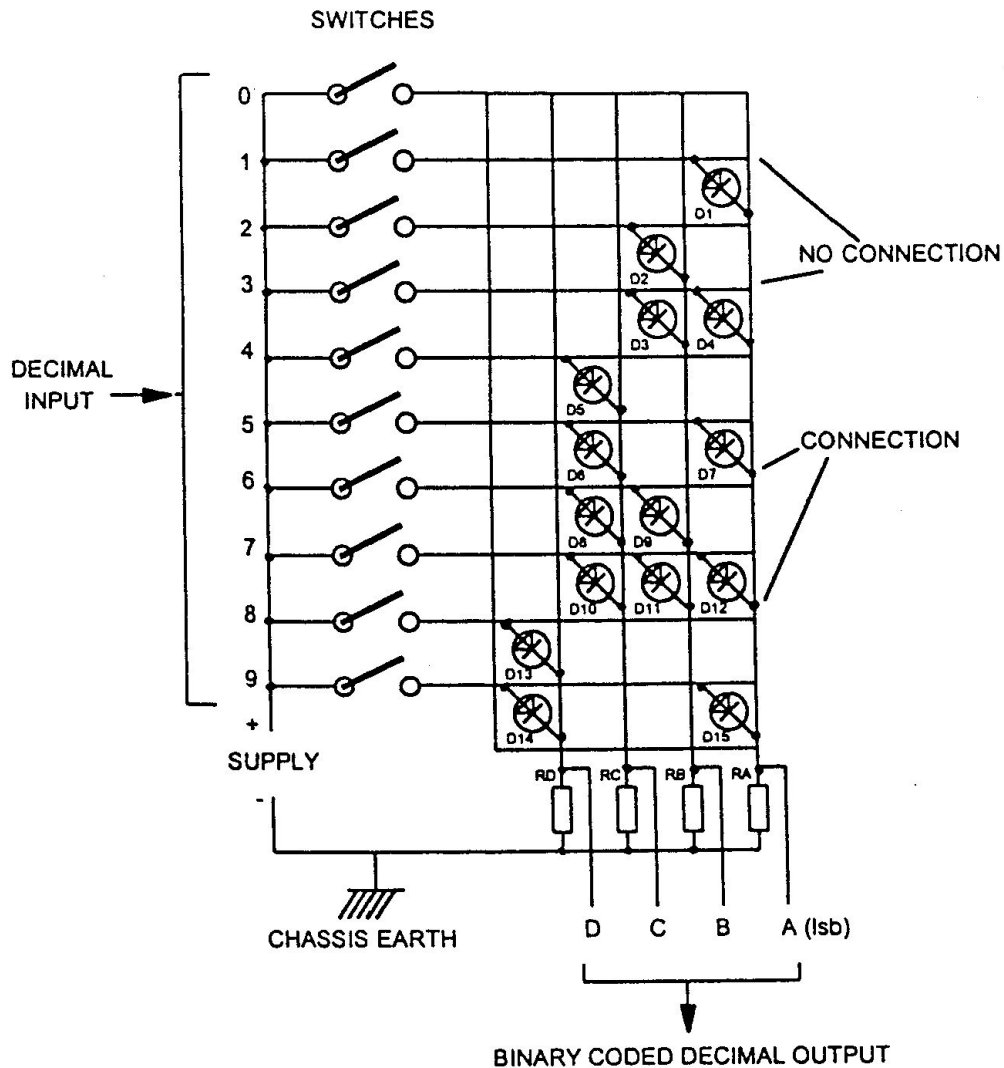 SWITCHES
0
1
D1
2
NO CONNECTION
D2
3
D3 D4
4
DECIMAL
INPUT
D5
5
CONNECTION
D6 D7
6
D8 D9
7
D10 D11 D12
8
D13
9
D14 D15
+
SUPPLY
-
RD RC RB RA
D C B A (lsb)
CHASSIS EARTH
BINARY CODED DECIMAL OUTPUT